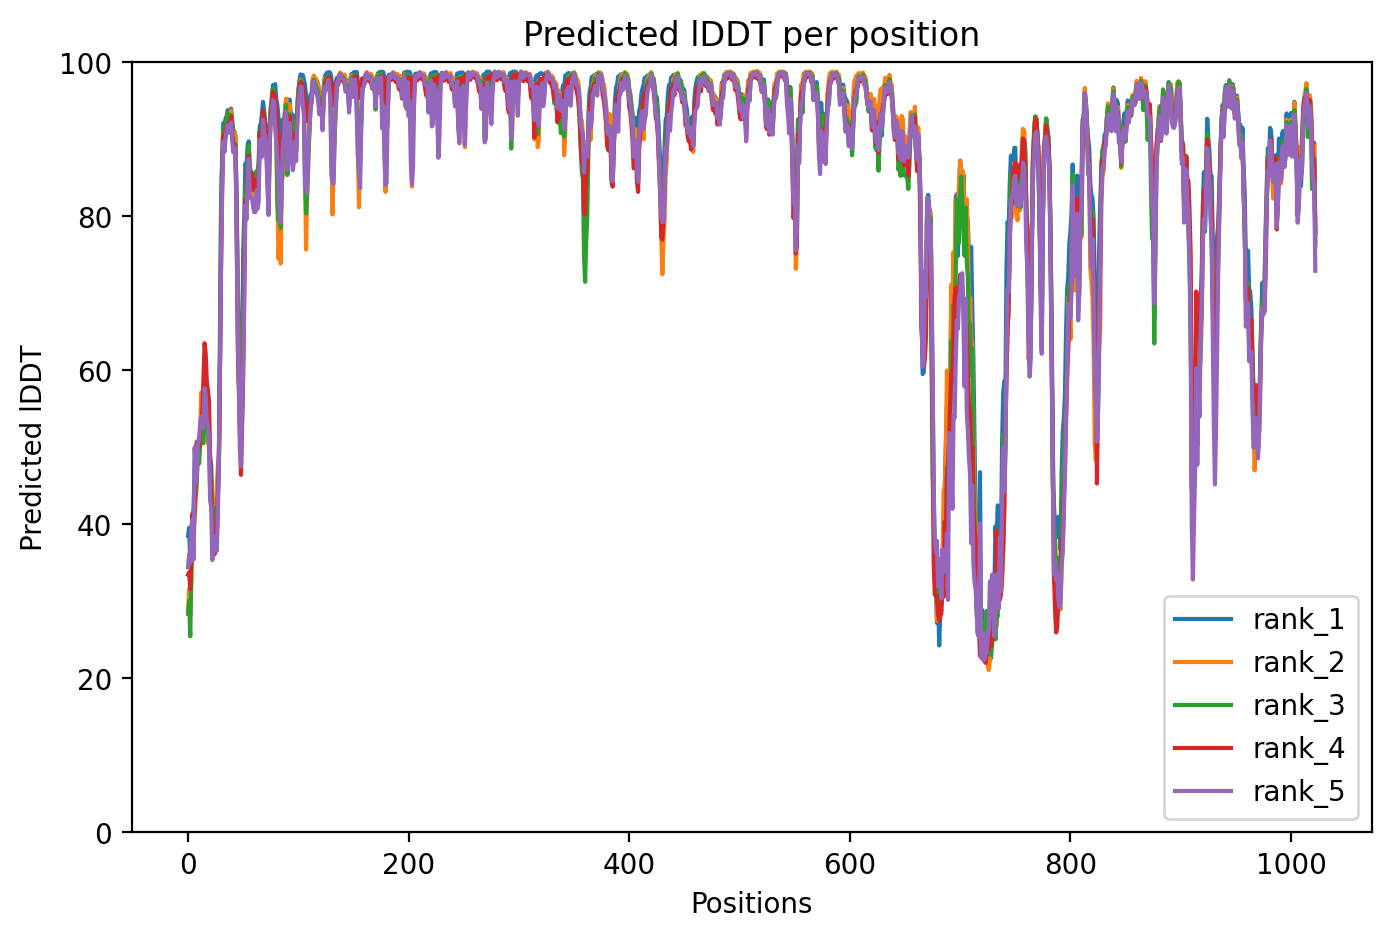 Predicted lDDT per position
100
80
60
40
20
0
Predicted lDDT
0 200 400 600 800 1000
Positions
rank_1
rank_2
rank_3
rank_4
rank_5